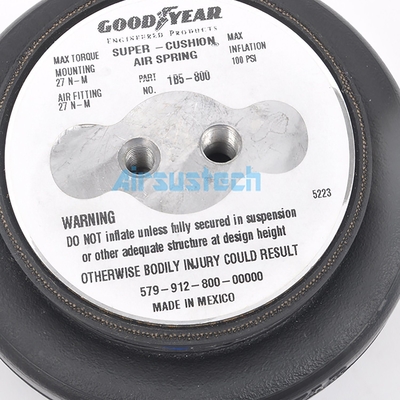 GOODYEAR
ENGINEERED PRODUCTS
SUPER - CUSHION®
AIR SPRING
MAX TORQUE
MOUNTING
27 N-M
AIR FITTING
27 N-M
PART NO. 1B5-800
MAX
INFLATION
100 PSI
Airsustech
5223
WARNING
DO NOT inflate unless fully secured in suspension
or other adequate structure at design height
OTHERWISE BODILY INJURY COULD RESULT
579-912-800-00000
MADE IN MEXICO